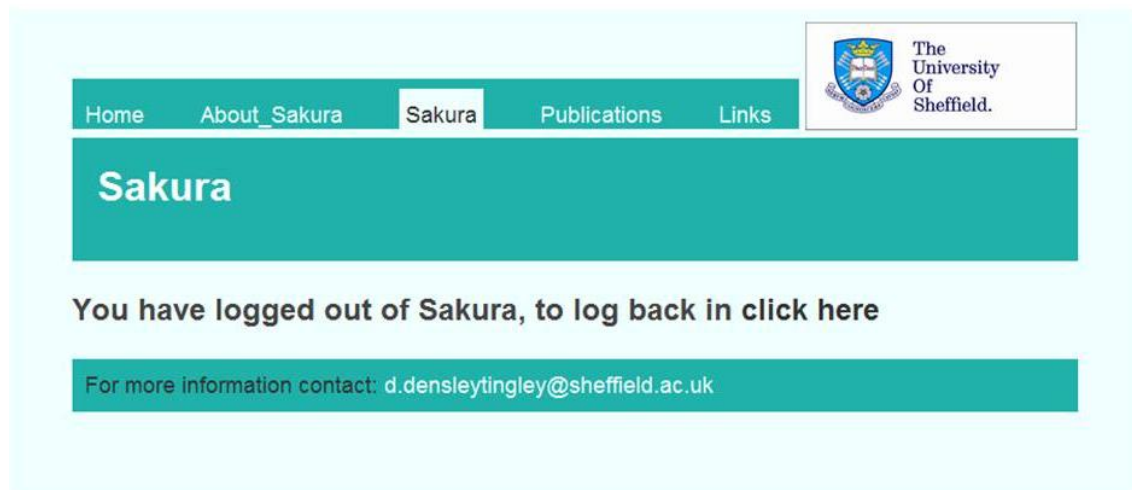 The
University
Of
Sheffield.
Home About_Sakura Sakura Publications Links
Sakura
You have logged out of Sakura, to log back in click here
For more information contact: d.densleytingley@sheffield.ac.uk